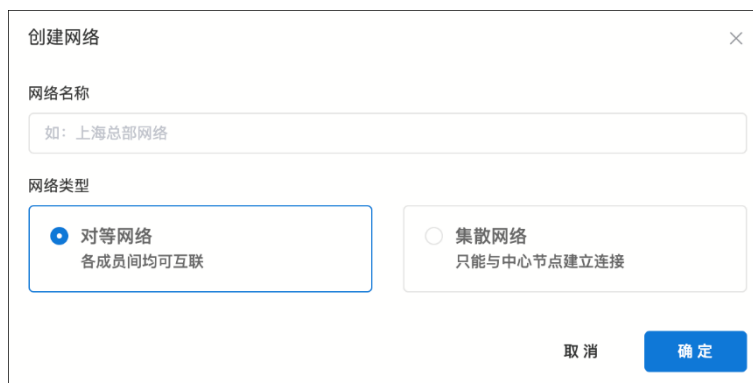 创建网络
网络名称
如：上海总部网络
网络类型
对等网络
各成员间均可互联
集散网络
只能与中心节点建立连接
取消
确定